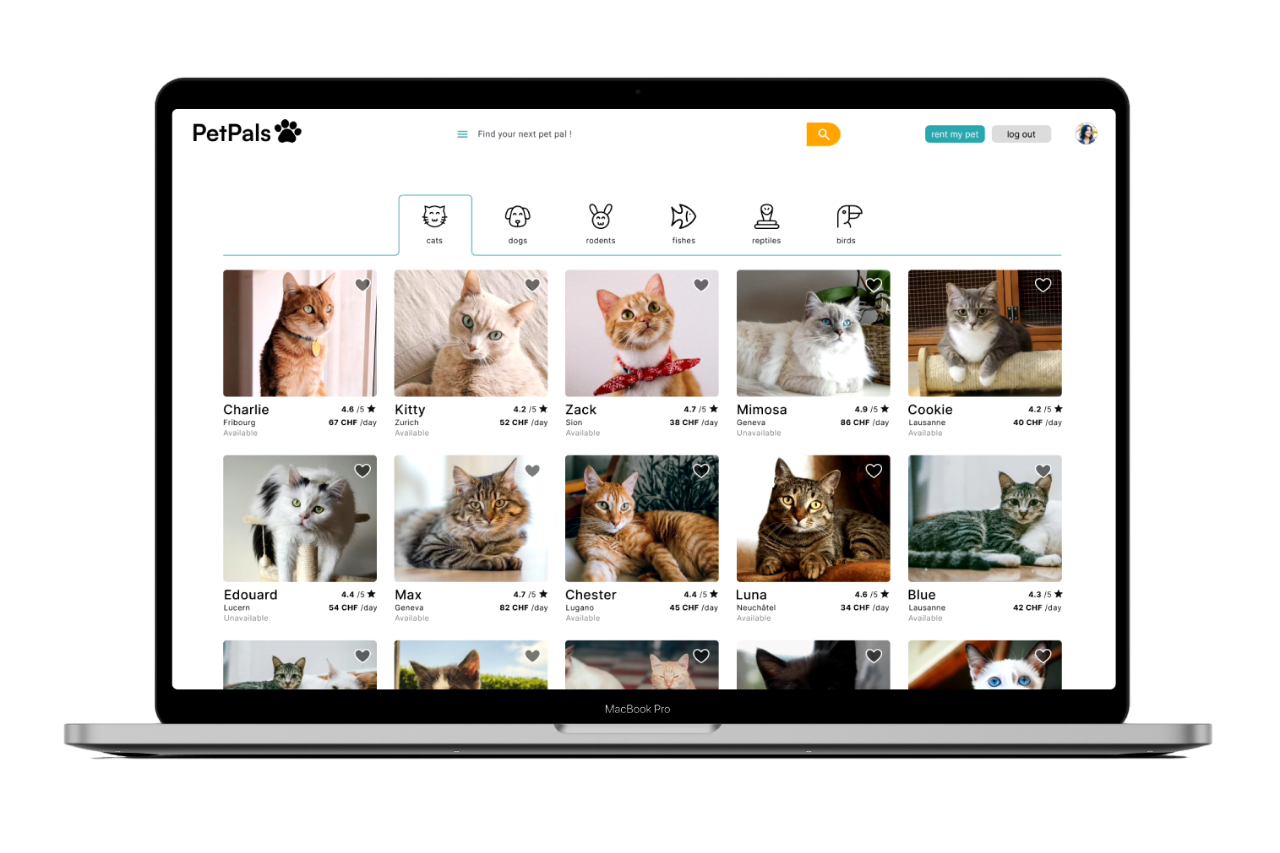 PetPals
Find your next pet pal !
rent my pet
log out
cats
dogs
rodents
fishes
reptiles
birds
Charlie 4.6 /5
Fribourg 67 CHF /day
Available
Kitty 4.2 /5
Zurich 52 CHF /day
Available
Zack 4.7 /5
Sion 38 CHF /day
Available
Mimosa 4.9 /5
Geneva 86 CHF /day
Unavailable
Cookie 4.2 /5
Lausanne 40 CHF /day
Available
Edouard 4.4 /5
Lucern 54 CHF /day
Unavailable
Max 4.7 /5
Geneva 82 CHF /day
Available
Chester 4.4 /5
Lugano 45 CHF /day
Available
Luna 4.6 /5
Neuchâtel 34 CHF /day
Available
Blue 4.3 /5
Lausanne 42 CHF /day
Available
MacBook Pro